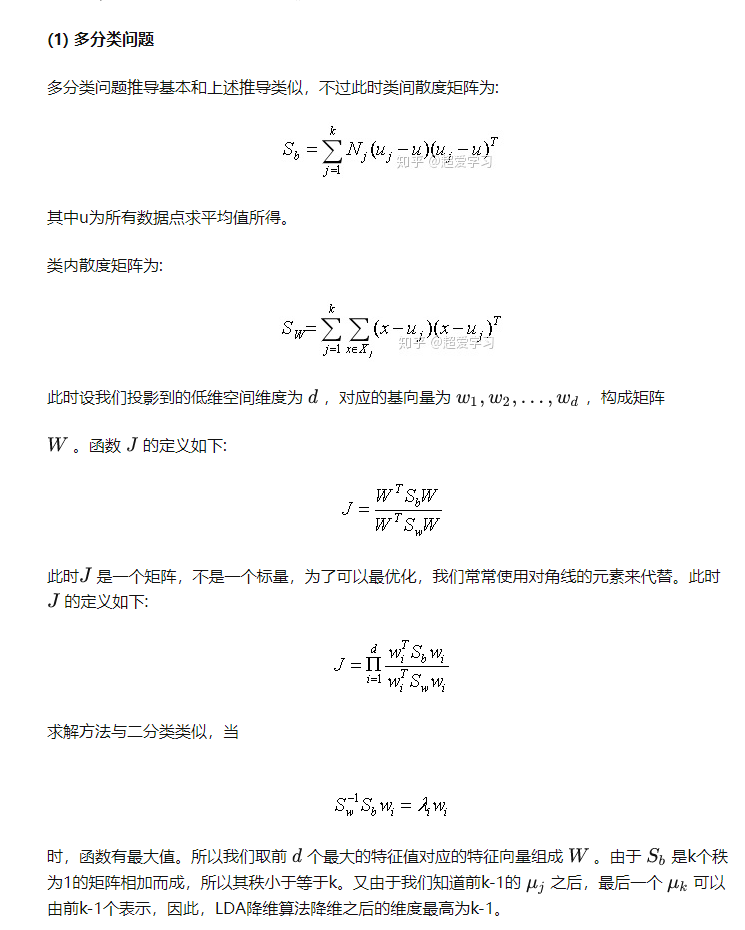 (1) 多分类问题
多分类问题推导基本和上述推导类似，不过此时类间散度矩阵为:
S_b = \sum_{j=1}^{k} N_j (u_j − u)(u_j − u)^T
知乎 @超爱学习
其中u为所有数据点求平均值所得。
类内散度矩阵为:
S_W = \sum_{j=1}^{k} \sum_{x∈X_j} (x − u_j)(x − u_j)^T
知乎 @超爱学习
此时设我们投影到的低维空间维度为 d ，对应的基向量为 w_1, w_2, . . . , w_d ，构成矩阵
W 。函数 J 的定义如下:
J = \frac{W^T S_b W}{W^T S_w W}
此时J 是一个矩阵，不是一个标量，为了可以最优化，我们常常使用对角线的元素来代替。此时
J 的定义如下:
J = \prod_{i=1}^{d} \frac{w_i^T S_b w_i}{w_i^T S_w w_i}
求解方法与二分类类似，当
S_w^{-1} S_b w_i = λ_i w_i
时，函数有最大值。所以我们取前 d 个最大的特征值对应的特征向量组成 W 。由于 S_b 是k个秩
为1的矩阵相加而成，所以其秩小于等于k。又由于我们知道前k-1的 μ_j 之后，最后一个 μ_k 可以
由前k-1个表示，因此，LDA降维算法降维之后的维度最高为k-1。